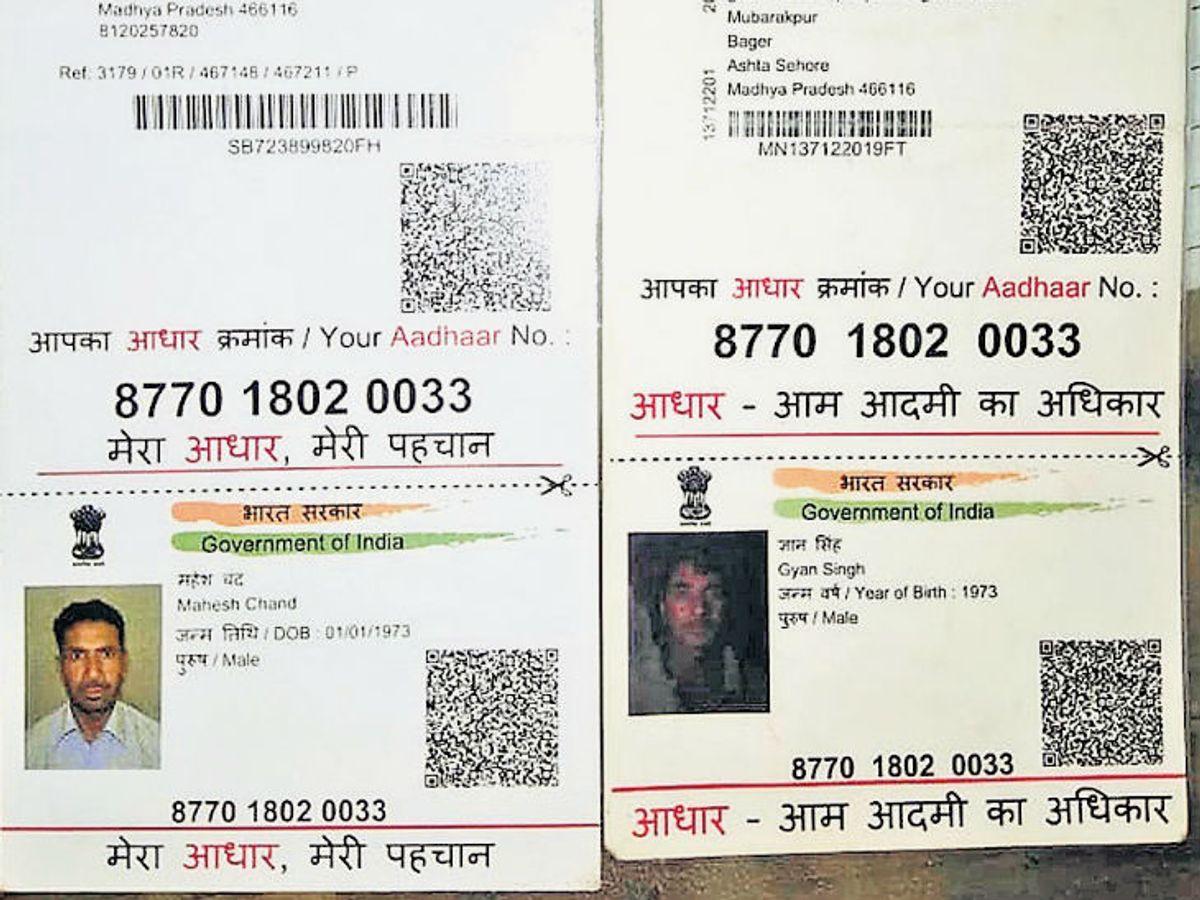 Madhya Pradesh 466116
8120257820
Ref: 3179 / 01R / 467148 / 467211 / P
SB723899820FH
आपका आधार क्रमांक / Your Aadhaar No. :
8770 1802 0033
मेरा आधार, मेरी पहचान
भारत सरकार
Government of India
महेश चंद
Mahesh Chand
जन्म तिथि / DOB : 01/01/1973
पुरुष / Male
8770 1802 0033
मेरा आधार, मेरी पहचान
Mubarakpur
Bager
Ashta Sehore
Madhya Pradesh 466116
13712201
MN137122019FT
आपका आधार क्रमांक / Your Aadhaar No. :
8770 1802 0033
आधार - आम आदमी का अधिकार
भारत सरकार
Government of India
ज्ञान सिंह
Gyan Singh
जन्म वर्ष / Year of Birth : 1973
पुरुष / Male
8770 1802 0033
आधार - आम आदमी का अधिकार